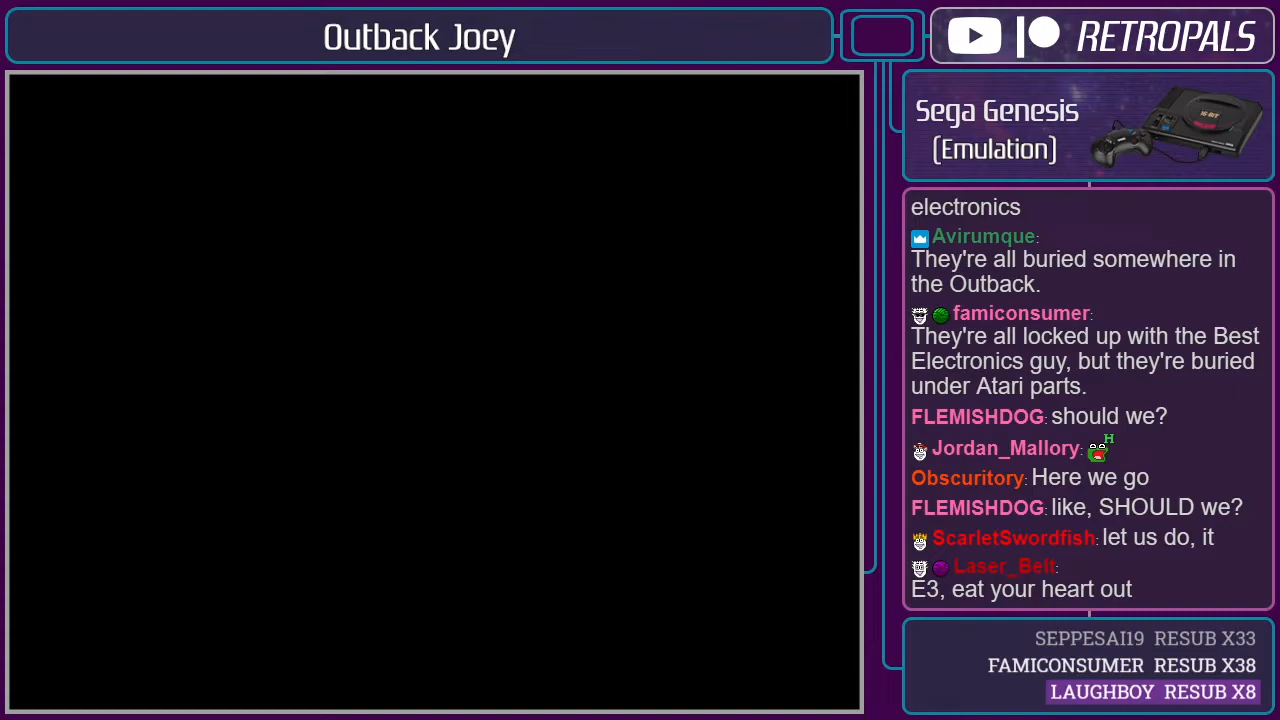 Outback Joey
RETROPALS
Sega Genesis
(Emulation)
16-BIT
electronics
Avirumque:
They're all buried somewhere in
the Outback.
famiconsumer:
They're all locked up with the Best
Electronics guy, but they're buried
under Atari parts.
FLEMISHDOG: should we?
Jordan_Mallory: H
Obscuritory: Here we go
FLEMISHDOG: like, SHOULD we?
ScarletSwordfish: let us do, it
Laser_Belt:
E3, eat your heart out
SEPPESAI19 RESUB X33
FAMICONSUMER RESUB X38
LAUGHBOY RESUB X8